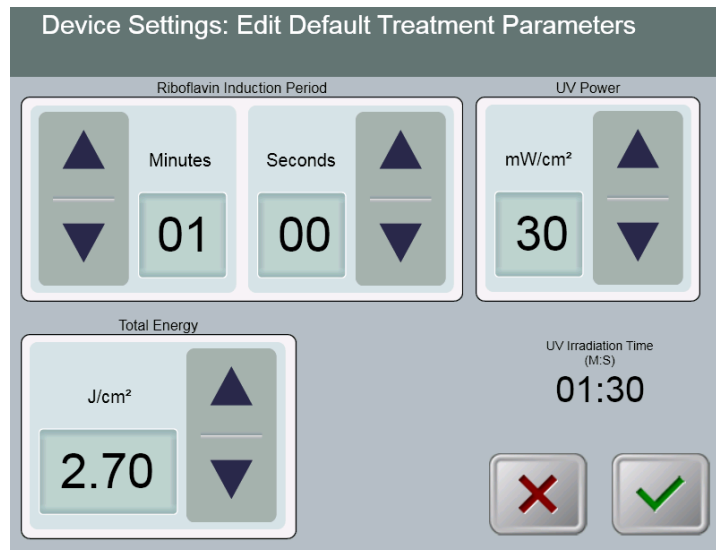 Device Settings: Edit Default Treatment Parameters
Riboflavin Induction Period
UV Power
Minutes
Seconds
mW/cm²
01
00
30
Total Energy
J/cm²
2.70
UV Irradiation Time
(M:S)
01:30